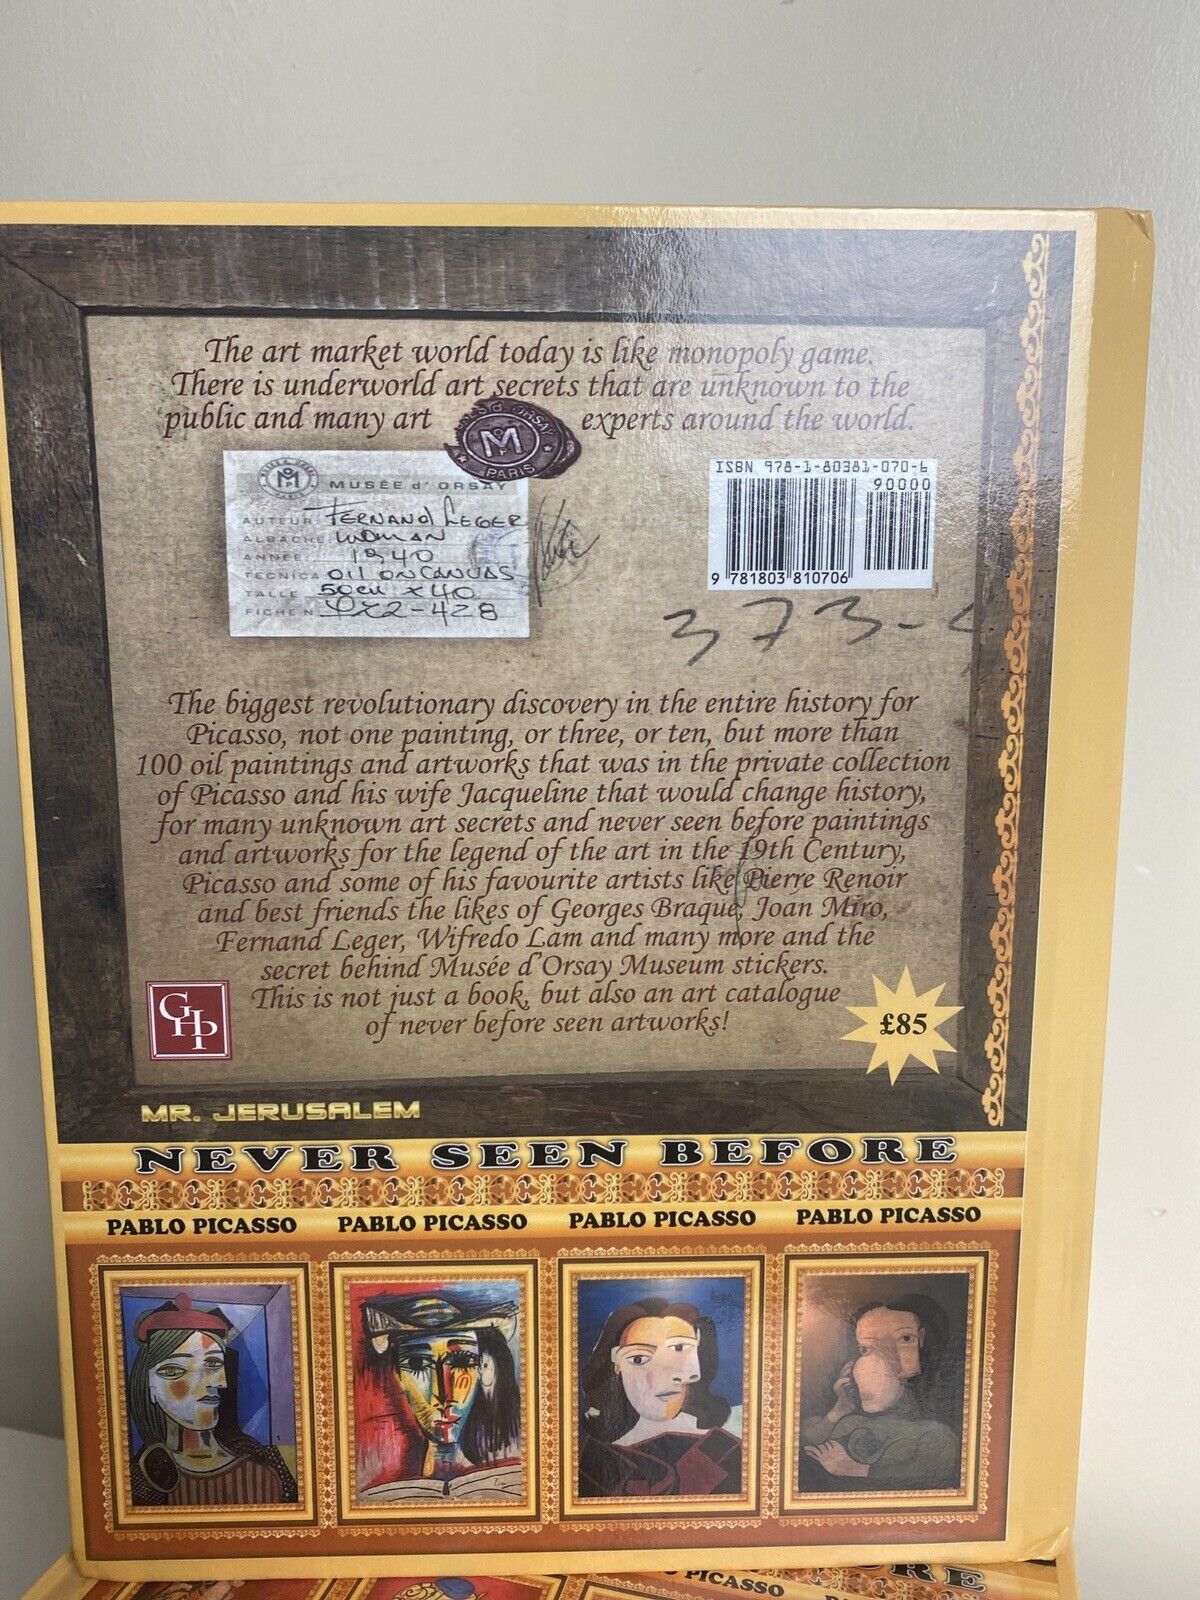 The art market world today is like monopoly game.
There is underworld art secrets that are unknown to the
public and many art experts around the world.
MUSÉE d'ORSAY
PARIS
MUSÉE d'ORSAY
AUTEUR: FERNAND LEGER
WOMAN
ANNÉE: 1940
TECNICA OIL ON CANVAS
TALLE 50cm x 40
FICHE N
ISBN 978-1-80381-070-6
90000
9 781803 810706
373-
The biggest revolutionary discovery in the entire history for
Picasso, not one painting, or three, or ten, but more than
100 oil paintings and artworks that was in the private collection
of Picasso and his wife Jacqueline that would change history,
for many unknown art secrets and never seen before paintings
and artworks for the legend of the art in the 19th Century,
Picasso and some of his favourite artists like Pierre Renoir
and best friends the likes of Georges Braque, Joan Miro,
Fernand Leger, Wifredo Lam and many more and the
secret behind Musée d'Orsay Museum stickers.
This is not just a book, but also an art catalogue
of never before seen artworks!
GHP
£85
MR. JERUSALEM
NEVER SEEN BEFORE
PABLO PICASSO PABLO PICASSO PABLO PICASSO PABLO PICASSO
PICASSO